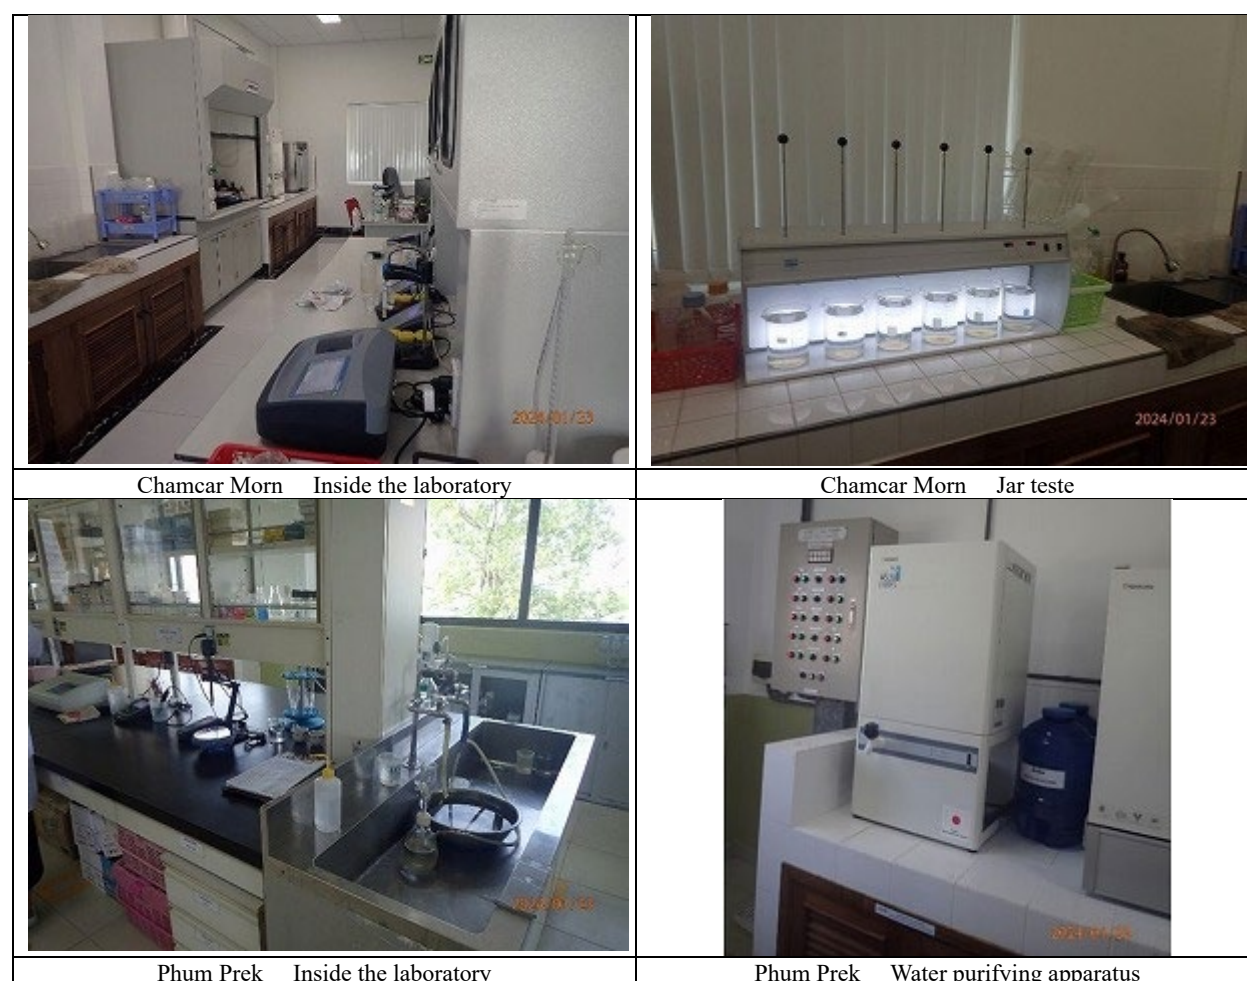 2024/01/23
2024/01/23
Chamcar Morn Inside the laboratory
Chamcar Morn Jar teste
Phum Prek Inside the laboratory
Phum Prek Water purifying apparatus